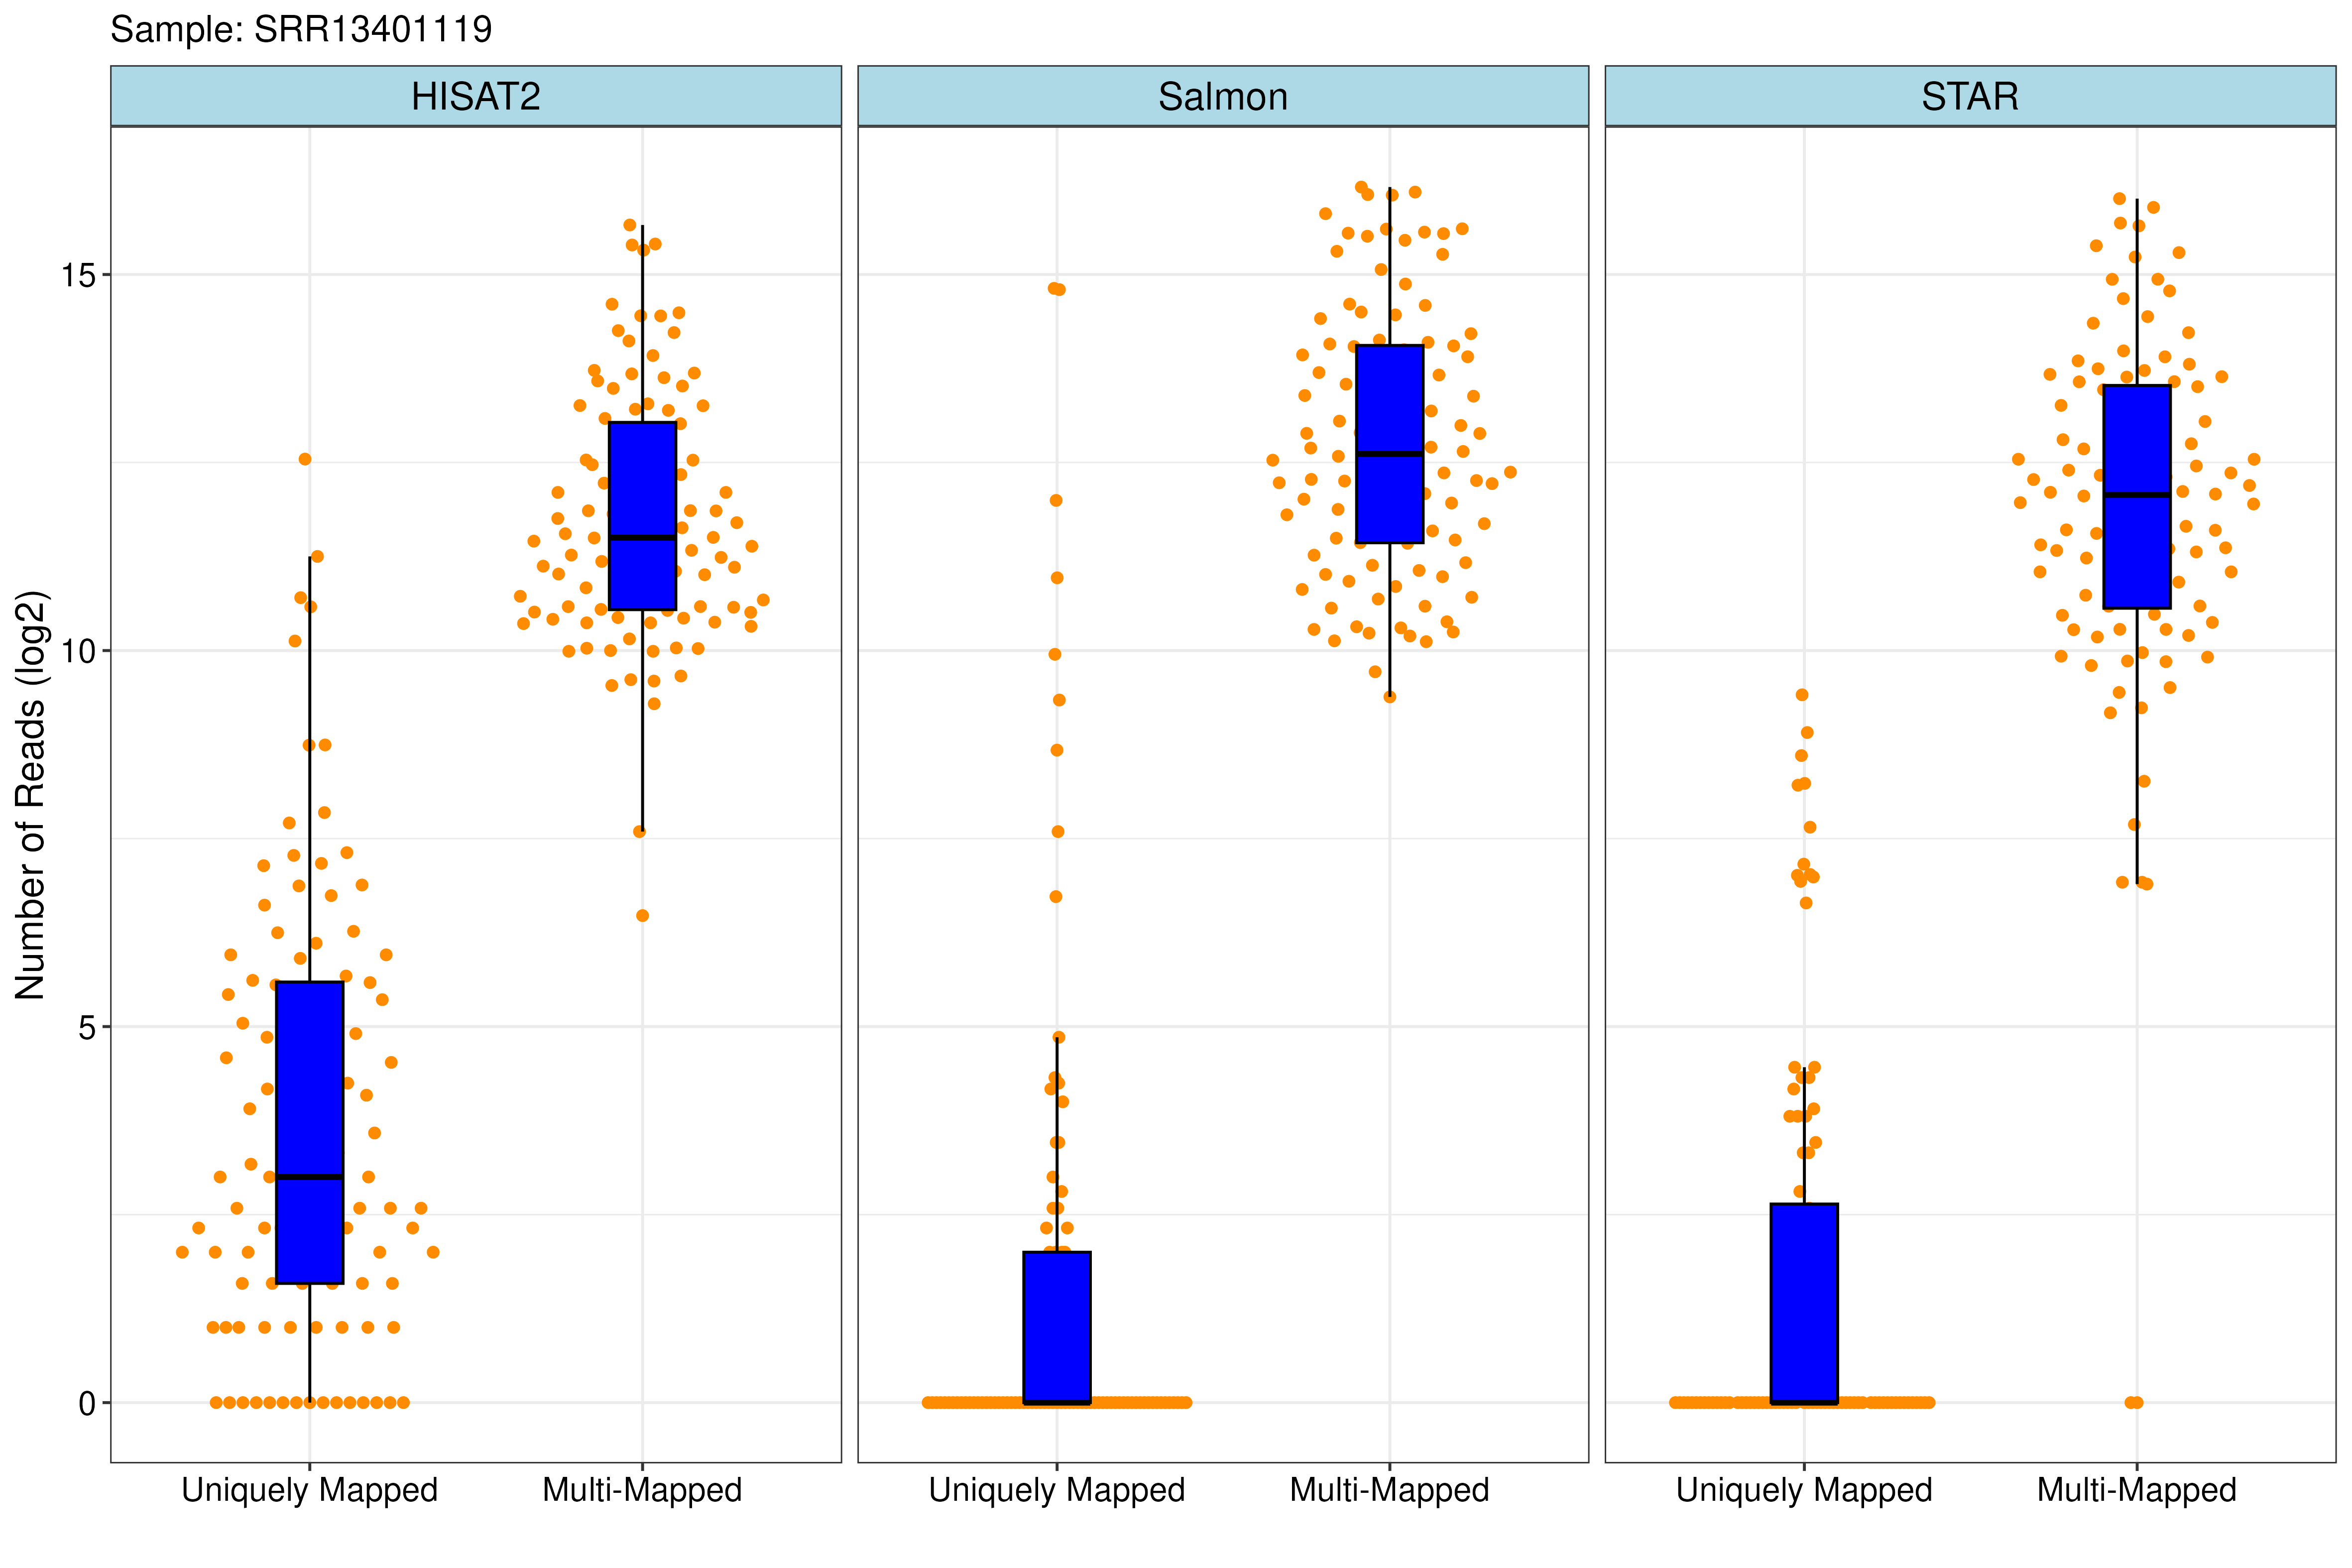 Sample: SRR13401119
HISAT2 Salmon STAR
Number of Reads (log2)
15
10
5
0
Uniquely Mapped Multi-Mapped Uniquely Mapped Multi-Mapped Uniquely Mapped Multi-Mapped